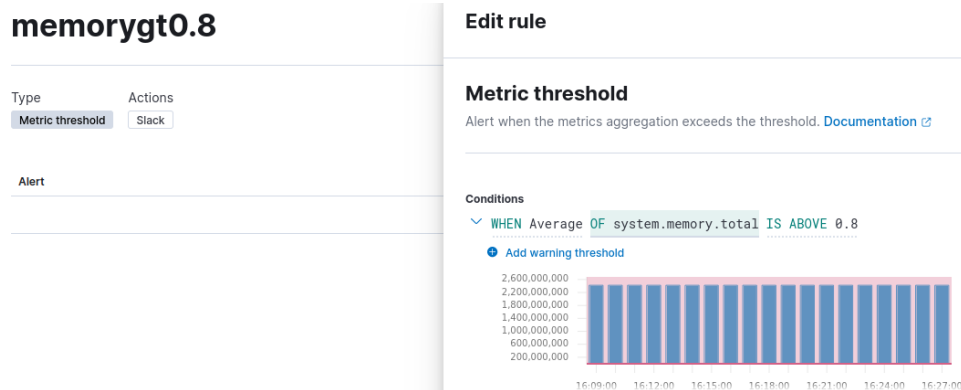 memorygt0.8
Type
Actions
Metric threshold
Slack
Alert
Edit rule
Metric threshold
Alert when the metrics aggregation exceeds the threshold. Documentation
Conditions
WHEN Average OF system.memory.total IS ABOVE 0.8
Add warning threshold
2,600,000,000
2,200,000,000
1,800,000,000
1,400,000,000
1,000,000,000
600,000,000
200,000,000
16:09:00 16:12:00 16:15:00 16:18:00 16:21:00 16:24:00 16:27:00